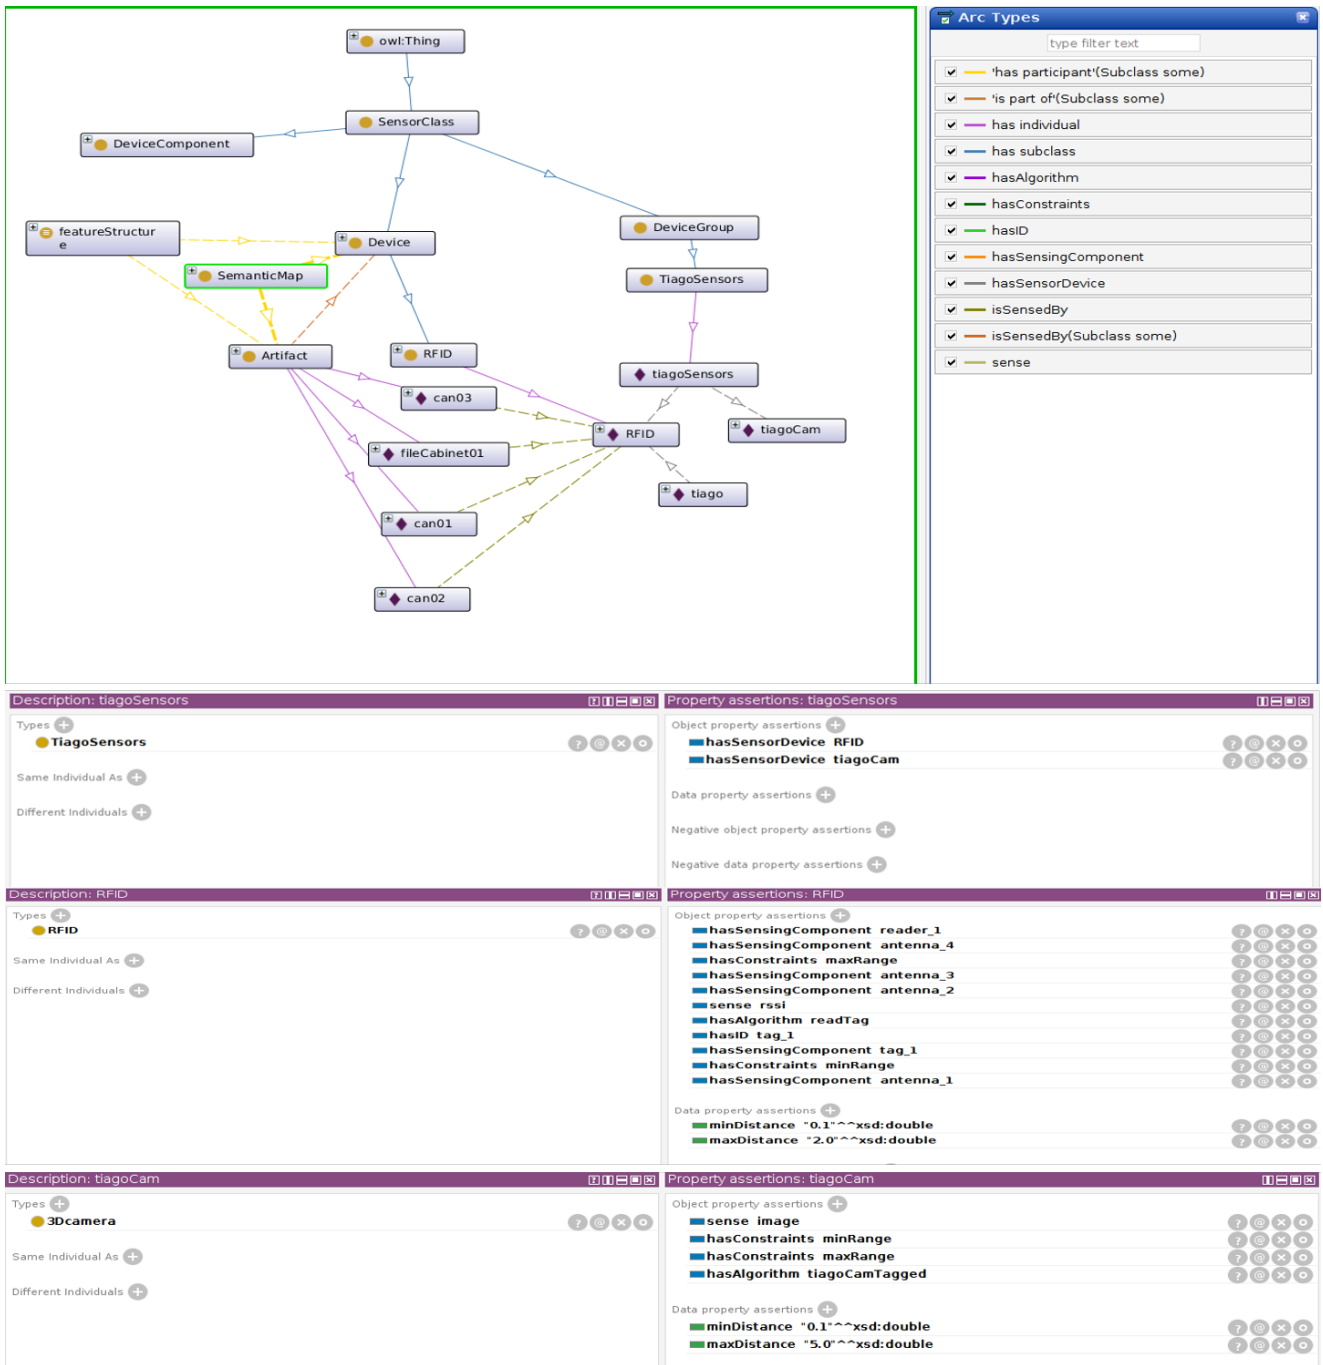 owl:Thing
SensorClass
DeviceComponent
featureStructur
e
Device
DeviceGroup
SemanticMap
TiagoSensors
Artifact
RFID
tiagoSensors
can03
RFID
tiagoCam
fileCabinet01
tiago
can01
can02
Arc Types
type filter text
'has participant'(Subclass some)
'is part of'(Subclass some)
has individual
has subclass
hasAlgorithm
hasConstraints
hasID
hasSensingComponent
hasSensorDevice
isSensedBy
isSensedBy(Subclass some)
sense
Description: tiagoSensors
Types
TiagoSensors
Same Individual As
Different Individuals
Property assertions: tiagoSensors
Object property assertions
hasSensorDevice RFID
hasSensorDevice tiagoCam
Data property assertions
Negative object property assertions
Negative data property assertions
Description: RFID
Types
RFID
Same Individual As
Different Individuals
Property assertions: RFID
Object property assertions
hasSensingComponent reader_1
hasSensingComponent antenna_4
hasConstraints maxRange
hasSensingComponent antenna_3
hasSensingComponent antenna_2
sense rssi
hasAlgorithm readTag
hasID tag_1
hasSensingComponent tag_1
hasConstraints minRange
hasSensingComponent antenna_1
Data property assertions
minDistance "0.1"^^xsd:double
maxDistance "2.0"^^xsd:double
Description: tiagoCam
Types
3Dcamera
Same Individual As
Different Individuals
Property assertions: tiagoCam
Object property assertions
sense image
hasConstraints minRange
hasConstraints maxRange
hasAlgorithm tiagoCamTagged
Data property assertions
minDistance "0.1"^^xsd:double
maxDistance "5.0"^^xsd:double